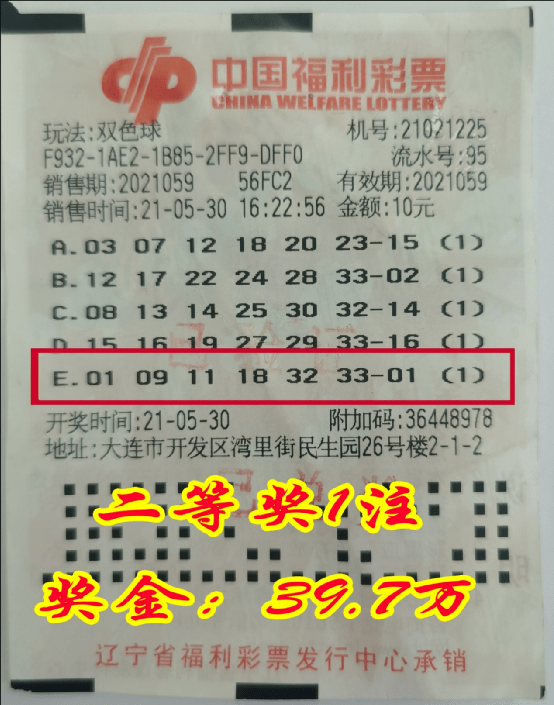 中国福利彩票
CHINA WELFARE LOTTERY
玩法:双色球 机号:21021225
F932-1AE2-1B85-2FF9-DFF0 流水号:95
销售期:2021059 56FC2 有效期:2021059
销售时间:21-05-30 16:22:56 金额:10元
A.03 07 12 18 20 23-15 (1)
B.12 17 22 24 28 33-02 (1)
C.08 13 14 25 30 32-14 (1)
D.15 16 19 27 29 33-16 (1)
E.01 09 11 18 32 33-01 (1)
开奖时间:21-05-30 附加码:36448978
地址:大连市开发区湾里街民生园26号楼2-1-2
二等奖1注
奖金：39.7万
辽宁省福利彩票发行中心承销